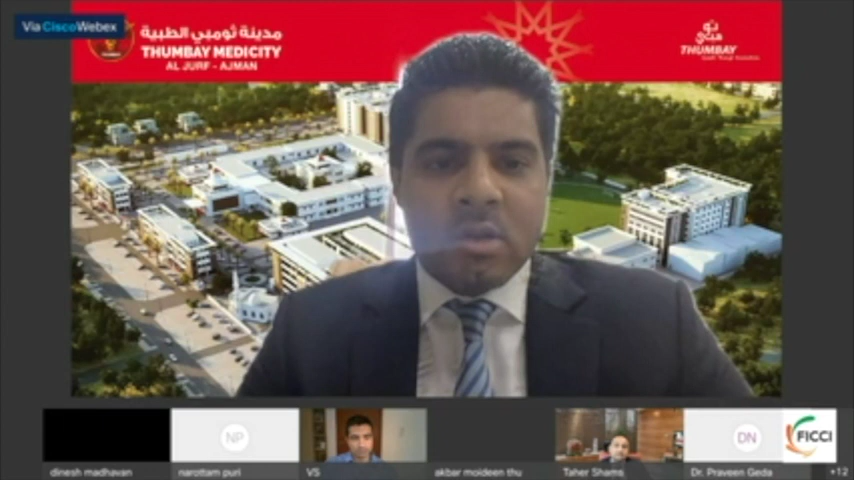 Via Cisco Webex
مدينة ثومبي الطبية
THUMBAY MEDICITY
AL JURF - AJMAN
THUMBAY
NP
DN
FICCI
dinesh madhavan
narottam puri
VS
akbar moideen thu
Taher Shams
Dr. Praveen Geda
+12